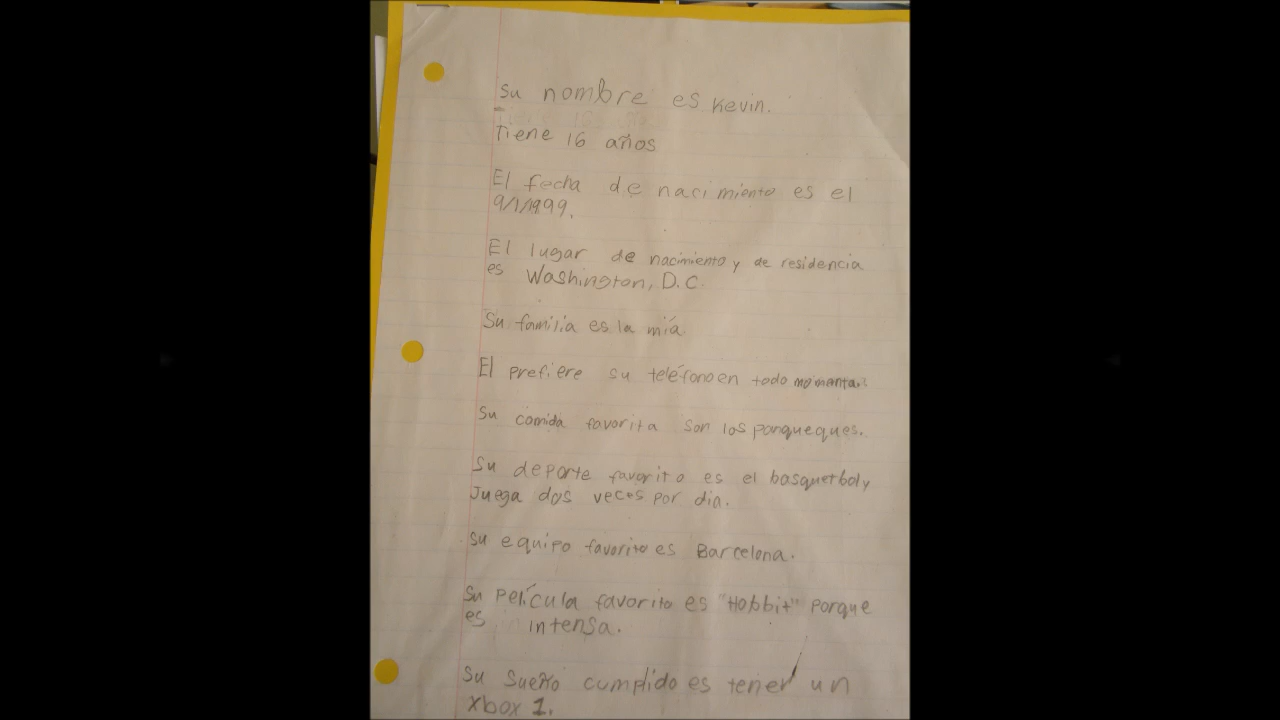 Su nombre es Kevin.
Tiene 16 años
El fecha de nacimiento es el
9/1/1999.
El lugar de nacimiento y de residencia
es Washington, D.C.
Su familia es la mía.
El prefiere su teléfono en todo
Su comida favorita son los panqueques.
Su deporte favorito es el basquetbol y
Juega dos veces por dia.
Su equipo favorito es Barcelona.
Su película favorita es "Hobbit" porque
es intensa.
Su sueño cumplido es tener un
Xbox 1.